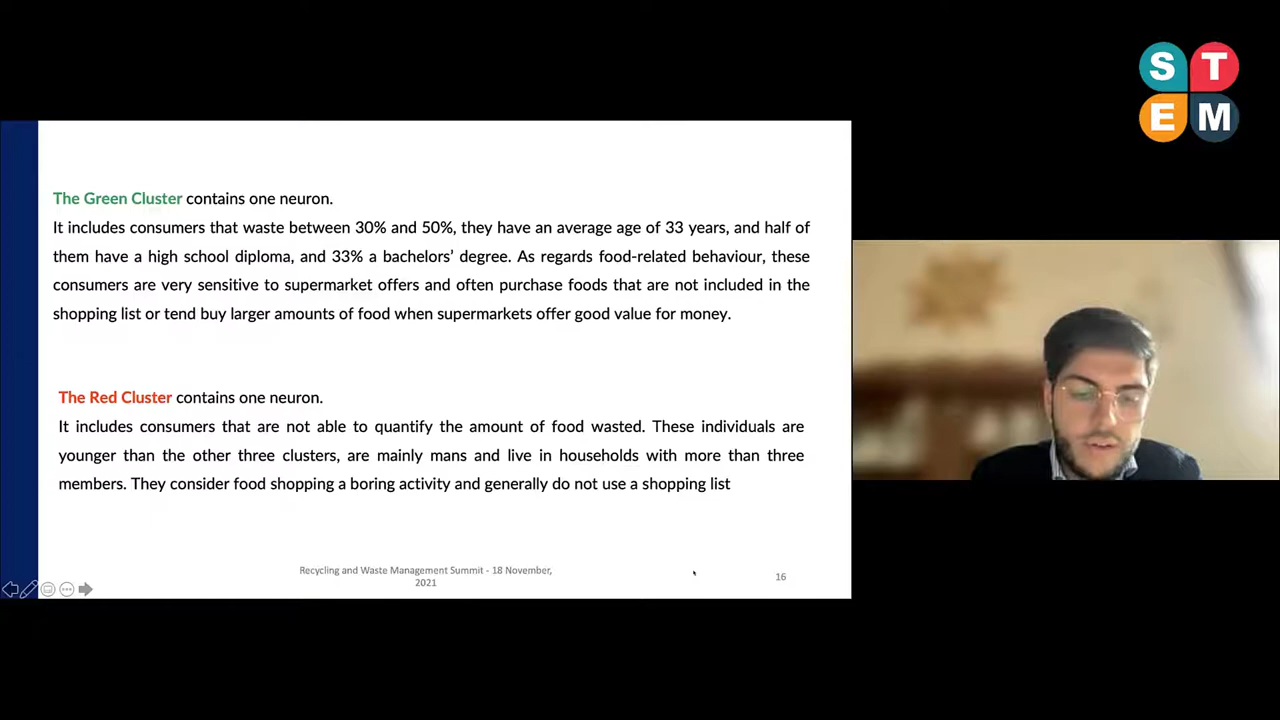 S T
E M
The Green Cluster contains one neuron.
It includes consumers that waste between 30% and 50%, they have an average age of 33 years, and half of
them have a high school diploma, and 33% a bachelors’ degree. As regards food-related behaviour, these
consumers are very sensitive to supermarket offers and often purchase foods that are not included in the
shopping list or tend buy larger amounts of food when supermarkets offer good value for money.
The Red Cluster contains one neuron.
It includes consumers that are not able to quantify the amount of food wasted. These individuals are
younger than the other three clusters, are mainly mans and live in households with more than three
members. They consider food shopping a boring activity and generally do not use a shopping list
Recycling and Waste Management Summit - 18 November,
2021
16